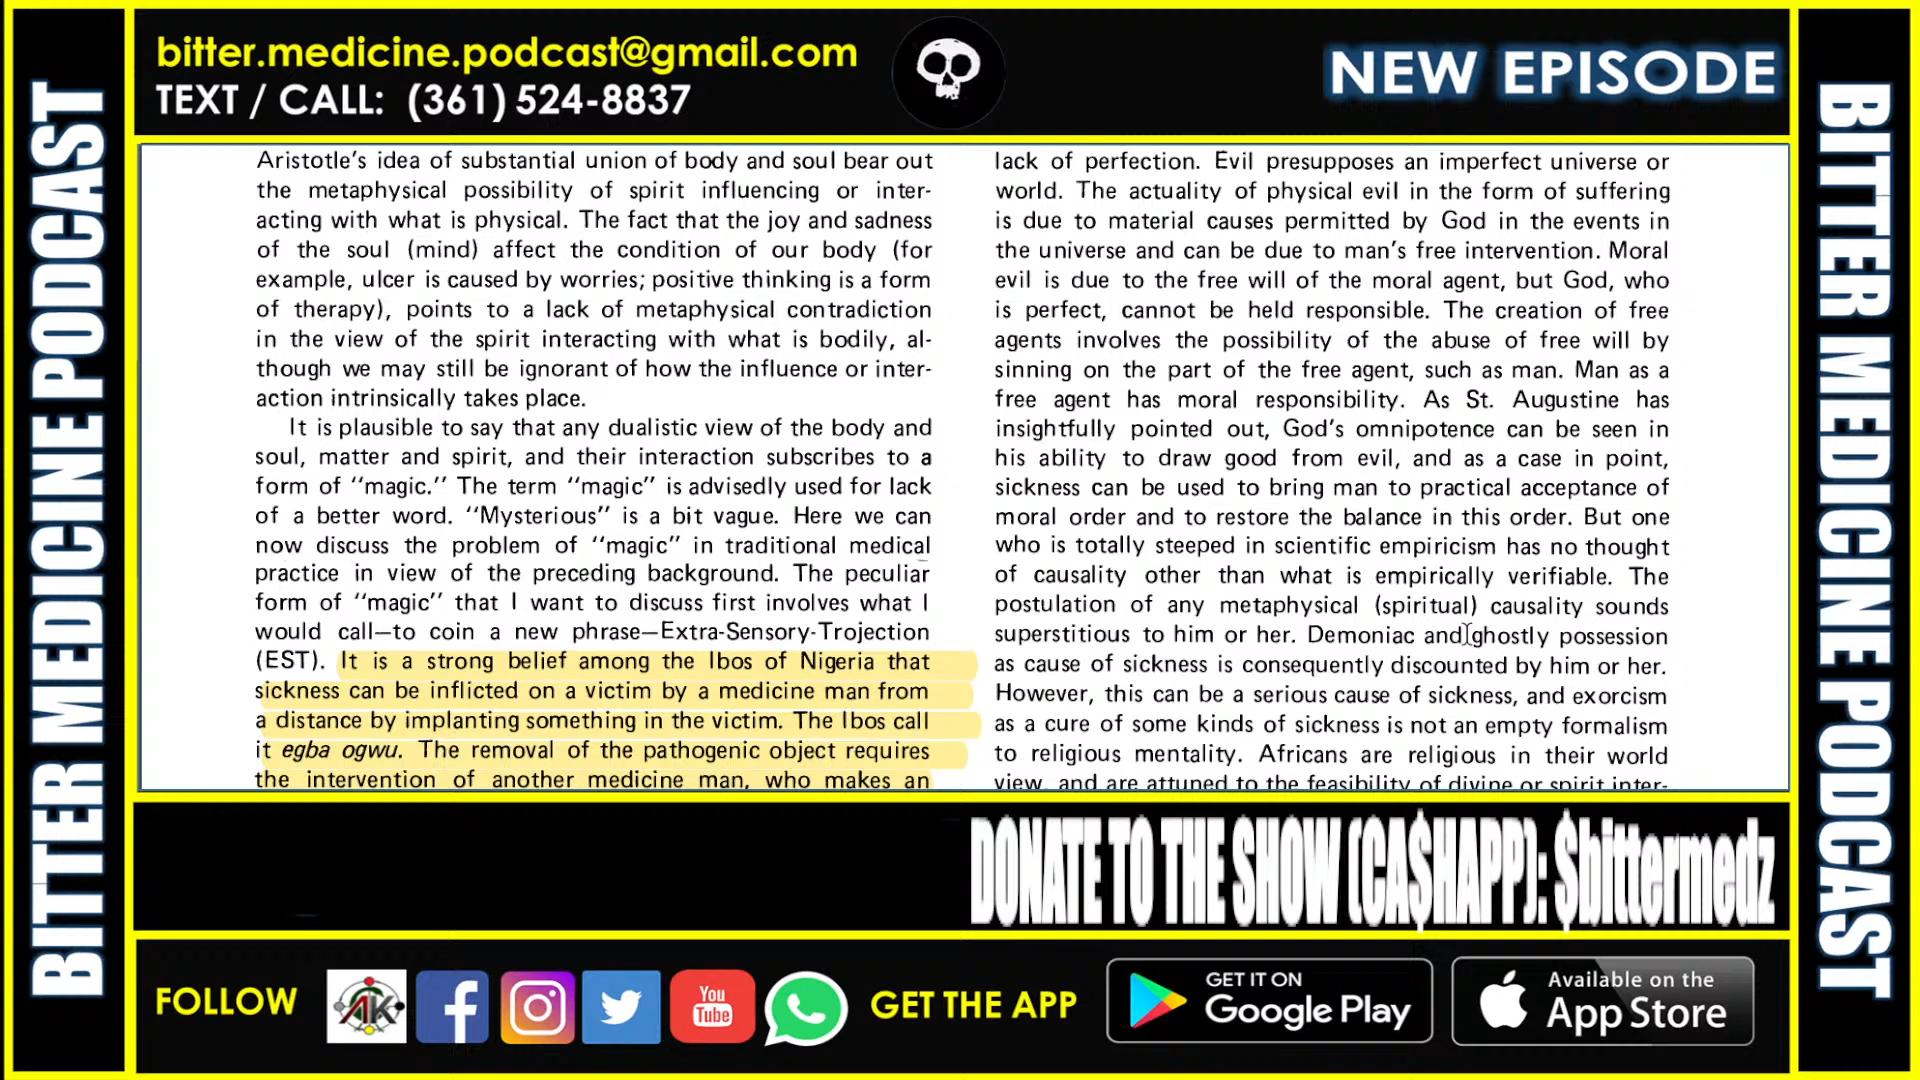 bitter.medicine.podcast@gmail.com
TEXT / CALL: (361) 524-8837
NEW EPISODE
BITTER MEDICINE PODCAST
Aristotle's idea of substantial union of body and soul bear out
the metaphysical possibility of spirit influencing or inter-
acting with what is physical. The fact that the joy and sadness
of the soul (mind) affect the condition of our body (for
example, ulcer is caused by worries; positive thinking is a form
of therapy), points to a lack of metaphysical contradiction
in the view of the spirit interacting with what is bodily, al-
though we may still be ignorant of how the influence or inter-
action intrinsically takes place.
It is plausible to say that any dualistic view of the body and
soul, matter and spirit, and their interaction subscribes to a
form of "magic." The term "magic" is advisedly used for lack
of a better word. "Mysterious" is a bit vague. Here we can
now discuss the problem of "magic" in traditional medical
practice in view of the preceding background. The peculiar
form of "magic" that I want to discuss first involves what I
would call—to coin a new phrase—Extra-Sensory-Trojection
(EST). It is a strong belief among the Ibos of Nigeria that
sickness can be inflicted on a victim by a medicine man from
a distance by implanting something in the victim. The Ibos call
it egba ogwu. The removal of the pathogenic object requires
the intervention of another medicine man, who makes an
lack of perfection. Evil presupposes an imperfect universe or
world. The actuality of physical evil in the form of suffering
is due to material causes permitted by God in the events in
the universe and can be due to man's free intervention. Moral
evil is due to the free will of the moral agent, but God, who
is perfect, cannot be held responsible. The creation of free
agents involves the possibility of the abuse of free will by
sinning on the part of the free agent, such as man. Man as a
free agent has moral responsibility. As St. Augustine has
insightfully pointed out, God's omnipotence can be seen in
his ability to draw good from evil, and as a case in point,
sickness can be used to bring man to practical acceptance of
moral order and to restore the balance in this order. But one
who is totally steeped in scientific empiricism has no thought
of causality other than what is empirically verifiable. The
postulation of any metaphysical (spiritual) causality sounds
superstitious to him or her. Demoniac and ghostly possession
as cause of sickness is consequently discounted by him or her.
However, this can be a serious cause of sickness, and exorcism
as a cure of some kinds of sickness is not an empty formalism
to religious mentality. Africans are religious in their world
view, and are attuned to the feasibility of divine or spirit inter-
BITTER MEDICINE PODCAST
DONATE TO THE SHOW (CA$HAPP): $bittermedz
FOLLOW
AK
You
Tube
GET THE APP
GET IT ON
Google Play
Available on the
App Store